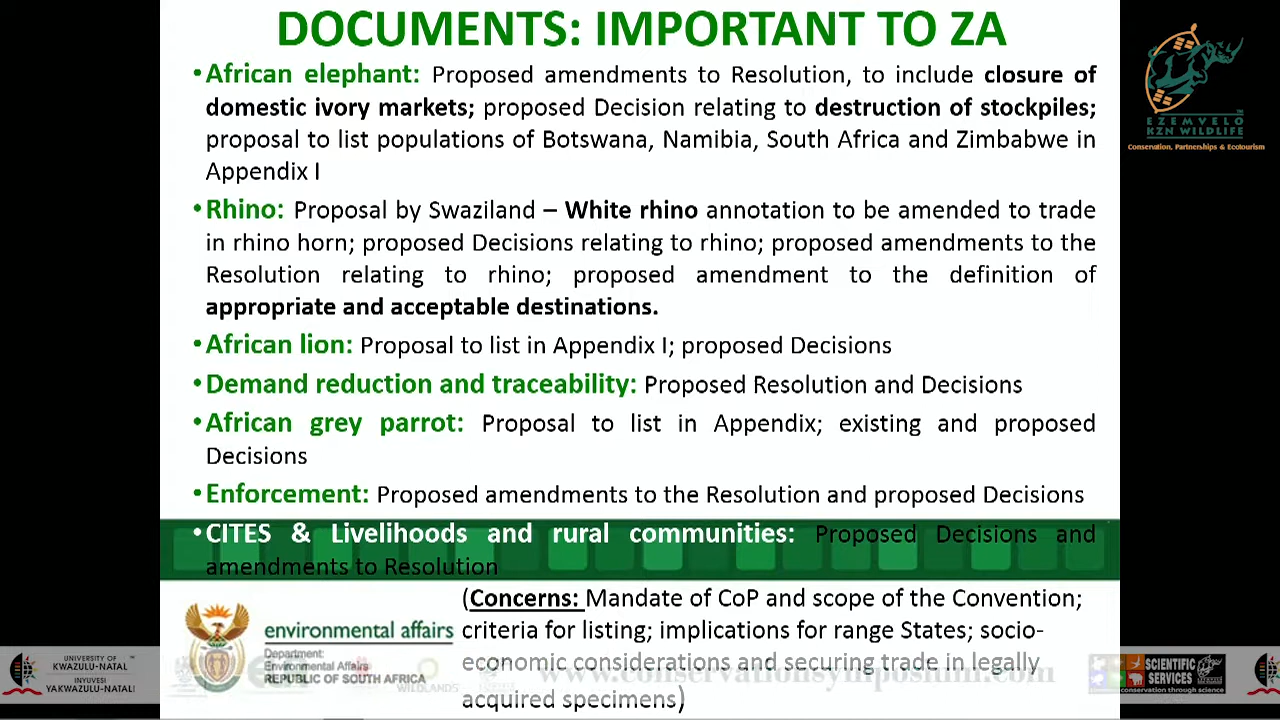 DOCUMENTS: IMPORTANT TO ZA
•African elephant: Proposed amendments to Resolution, to include closure of
domestic ivory markets; proposed Decision relating to destruction of stockpiles;
proposal to list populations of Botswana, Namibia, South Africa and Zimbabwe in
Appendix I
•Rhino: Proposal by Swaziland – White rhino annotation to be amended to trade
in rhino horn; proposed Decisions relating to rhino; proposed amendments to the
Resolution relating to rhino; proposed amendment to the definition of
appropriate and acceptable destinations.
•African lion: Proposal to list in Appendix I; proposed Decisions
•Demand reduction and traceability: Proposed Resolution and Decisions
•African grey parrot: Proposal to list in Appendix; existing and proposed
Decisions
•Enforcement: Proposed amendments to the Resolution and proposed Decisions
•CITES & Livelihoods and rural communities: Proposed Decisions and
amendments to Resolution
(Concerns: Mandate of CoP and scope of the Convention;
criteria for listing; implications for range States; socio-
economic considerations and securing trade in legally
acquired specimens)
environmental affairs
Department:
Environmental Affairs
REPUBLIC OF SOUTH AFRICA
EZEMVELO
KZN WILDLIFE
Conservation, Partnerships & Ecotourism
UNIVERSITY OF
KWAZULU-NATAL
INYUVESI
YAKWAZULU-NATALI
WILDLANDS
SCIENTIFIC
SERVICES
conservation through science